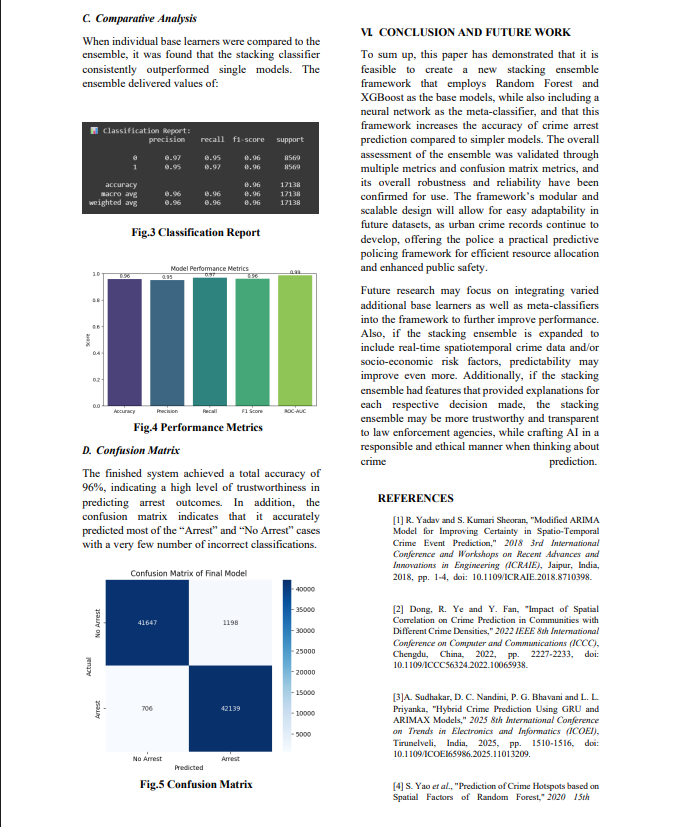 C. Comparative Analysis
When individual base learners were compared to the
ensemble, it was found that the stacking classifier
consistently outperformed single models. The
ensemble delivered values of:
Classification Report:
precision recall f1-score support
0 0.97 0.95 0.96 8569
1 0.95 0.97 0.96 8569
accuracy 0.96 17138
macro avg 0.96 0.96 0.96 17138
weighted avg 0.96 0.96 0.96 17138
Fig.3 Classification Report
Model Performance Metrics
1.0
0.8
0.6
0.4
0.2
0.0
Score
0.96 0.95 0.97 0.96 0.99
Accuracy Precision Recall F1 Score ROC-AUC
Fig.4 Performance Metrics
D. Confusion Matrix
The finished system achieved a total accuracy of
96%, indicating a high level of trustworthiness in
predicting arrest outcomes. In addition, the
confusion matrix indicates that it accurately
predicted most of the “Arrest” and “No Arrest” cases
with a very few number of incorrect classifications.
Confusion Matrix of Final Model
Actual
No Arrest 41647 1198
Arrest 706 42139
No Arrest Arrest
Predicted
40000
35000
30000
25000
20000
15000
10000
5000
Fig.5 Confusion Matrix
VI. CONCLUSION AND FUTURE WORK
To sum up, this paper has demonstrated that it is
feasible to create a new stacking ensemble
framework that employs Random Forest and
XGBoost as the base models, while also including a
neural network as the meta-classifier, and that this
framework increases the accuracy of crime arrest
prediction compared to simpler models. The overall
assessment of the ensemble was validated through
multiple metrics and confusion matrix metrics, and
its overall robustness and reliability have been
confirmed for use. The framework's modular and
scalable design will allow for easy adaptability in
future datasets, as urban crime records continue to
develop, offering the police a practical predictive
policing framework for efficient resource allocation
and enhanced public safety.
Future research may focus on integrating varied
additional base learners as well as meta-classifiers
into the framework to further improve performance.
Also, if the stacking ensemble is expanded to
include real-time spatiotemporal crime data and/or
socio-economic risk factors, predictability may
improve even more. Additionally, if the stacking
ensemble had features that provided explanations for
each respective decision made, the stacking
ensemble may be more trustworthy and transparent
to law enforcement agencies, while crafting AI in a
responsible and ethical manner when thinking about
crime prediction.
REFERENCES
[1] R. Yadav and S. Kumari Sheoran, "Modified ARIMA
Model for Improving Certainty in Spatio-Temporal
Crime Event Prediction," 2018 3rd International
Conference and Workshops on Recent Advances and
Innovations in Engineering (ICRAIE), Jaipur, India,
2018, pp. 1-4, doi: 10.1109/ICRAIE.2018.8710398.
[2] Dong, R. Ye and Y. Fan, "Impact of Spatial
Correlation on Crime Prediction in Communities with
Different Crime Densities," 2022 IEEE 8th International
Conference on Computer and Communications (ICCC),
Chengdu, China, 2022, pp. 2227-2233, doi:
10.1109/ICCC56324.2022.10065938.
[3]A. Sudhakar, D. C. Nandini, P. G. Bhavani and L. L.
Priyanka, "Hybrid Crime Prediction Using GRU and
ARIMAX Models," 2025 8th International Conference
on Trends in Electronics and Informatics (ICOEI),
Tirunelveli, India, 2025, pp. 1510-1516, doi:
10.1109/ICOEI65986.2025.11013209.
[4] S. Yao et al., "Prediction of Crime Hotspots based on
Spatial Factors of Random Forest," 2020 15th